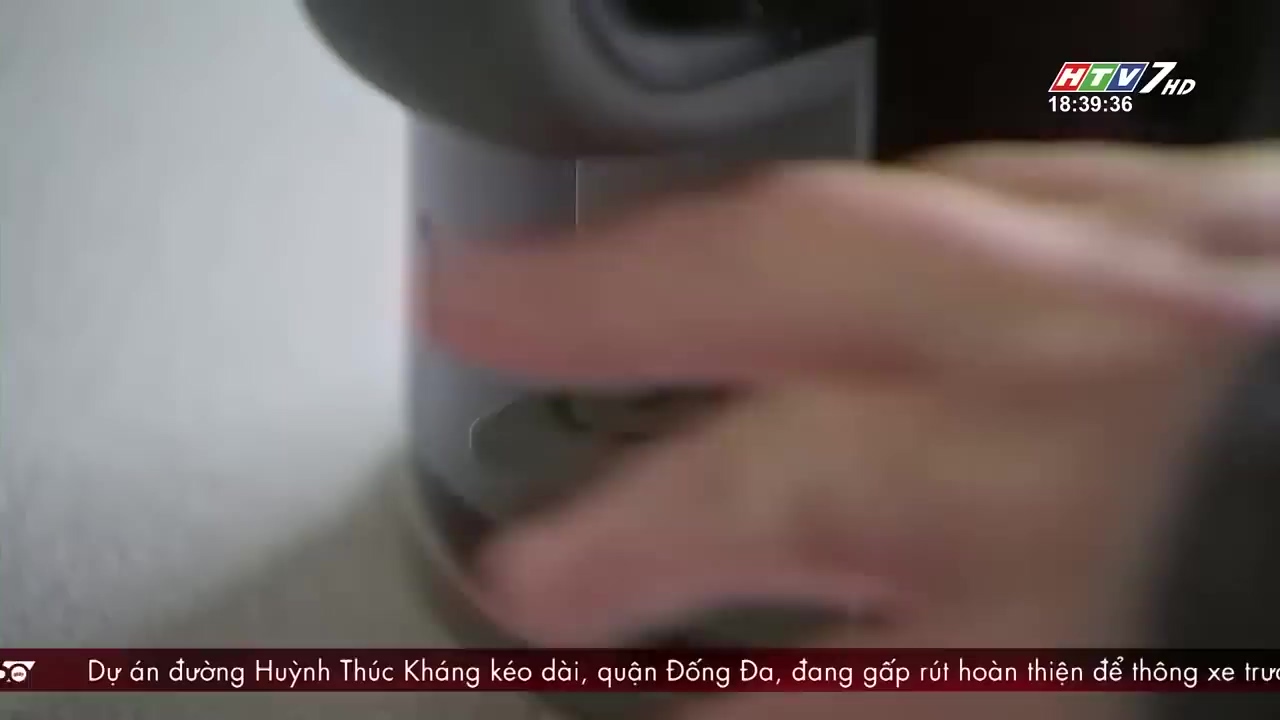 HTV7 HD
18:39:36
Dự án đường Huỳnh Thúc Kháng kéo dài, quận Đống Đa, đang gấp rút hoàn thiện để thông xe